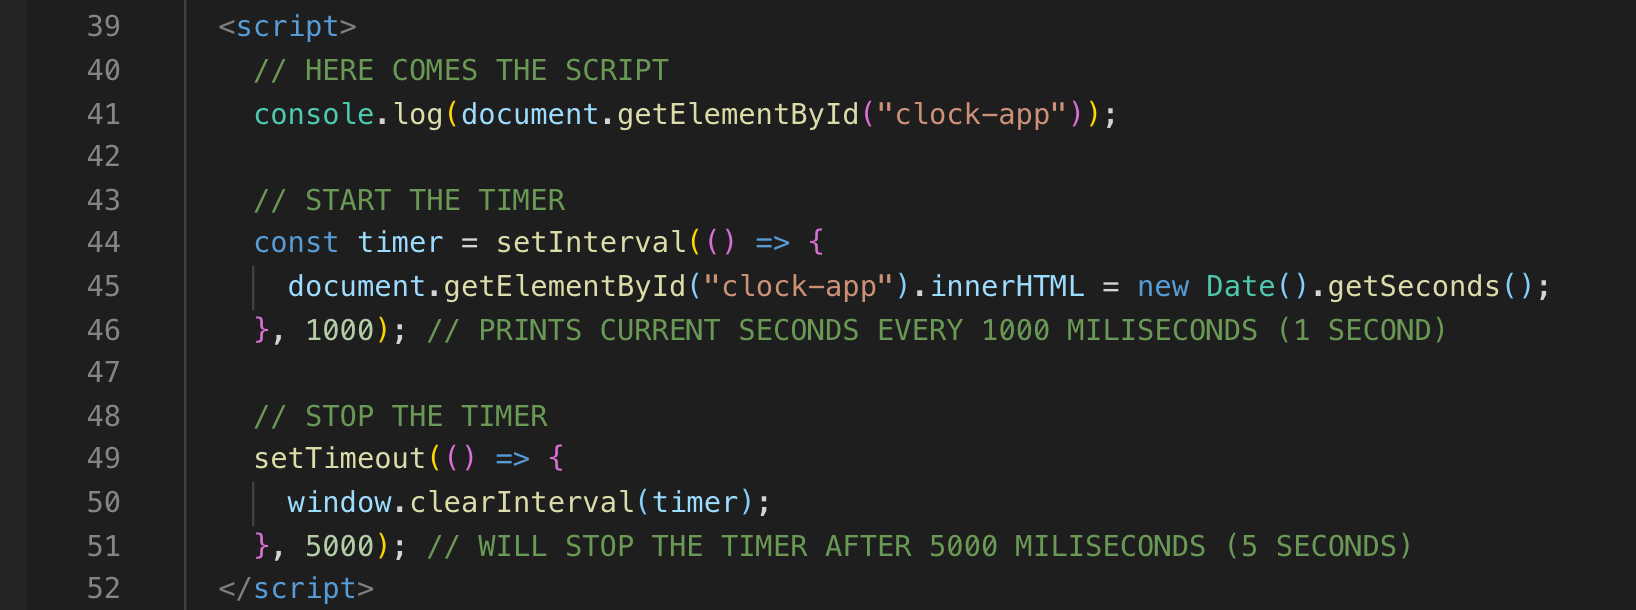 39 <script>
40 // HERE COMES THE SCRIPT
41 console.log(document.getElementById("clock-app"));
42
43 // START THE TIMER
44 const timer = setInterval(() => {
45 document.getElementById("clock-app").innerHTML = new Date().getSeconds();
46 }, 1000); // PRINTS CURRENT SECONDS EVERY 1000 MILISECONDS (1 SECOND)
47
48 // STOP THE TIMER
49 setTimeout(() => {
50 window.clearInterval(timer);
51 }, 5000); // WILL STOP THE TIMER AFTER 5000 MILISECONDS (5 SECONDS)
52 </script>